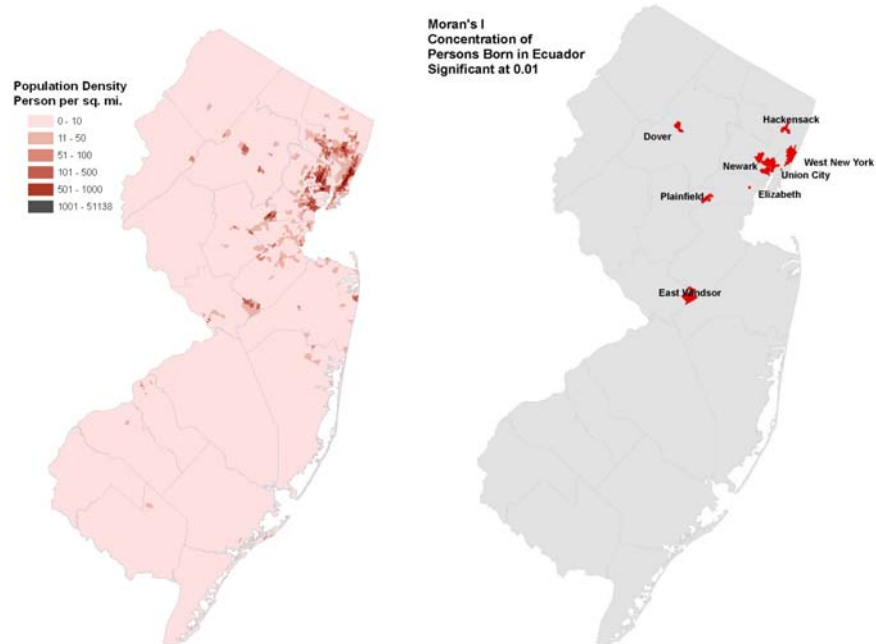 Population Density
Person per sq. mi.
0 - 10
11 - 50
51 - 100
101 - 500
501 - 1000
1001 - 51138
Moran's I
Concentration of
Persons Born in Ecuador
Significant at 0.01
Hackensack
Dover
West New York
Newark
Union City
Elizabeth
Plainfield
East Windsor